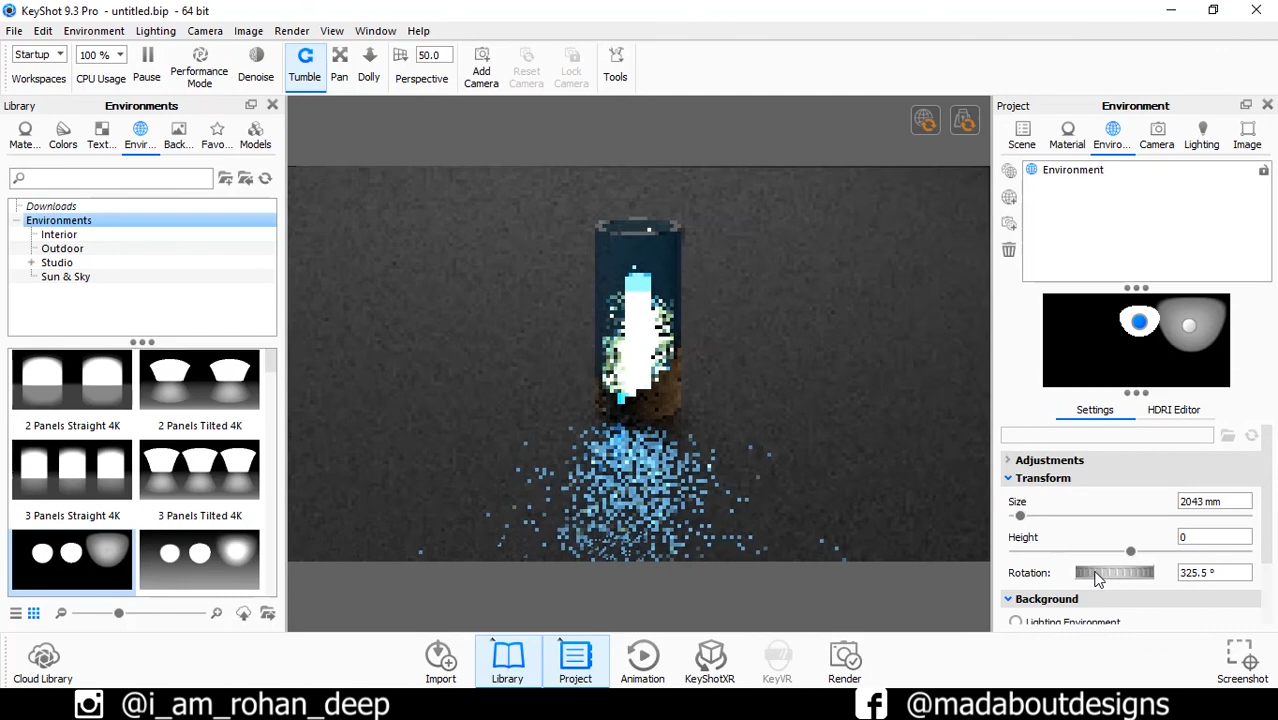 KeyShot 9.3 Pro - untitled.bip - 64 bit
File Edit Environment Lighting Camera Image Render View Window Help
Startup 100 % 50.0
Workspaces CPU Usage Pause Performance Mode Denoise Tumble Pan Dolly Perspective Add Camera Reset Camera Lock Camera Tools
Library Environments
Mate... Colors Text... Envir... Back... Favo... Models
Downloads
Environments
Interior
Outdoor
Studio
Sun & Sky
2 Panels Straight 4K 2 Panels Tilted 4K
3 Panels Straight 4K 3 Panels Tilted 4K
Project Environment
Scene Material Enviro... Camera Lighting Image
Environment
Settings HDRI Editor
Adjustments
Transform
Size 2043 mm
Height 0
Rotation: 325.5 °
Background
Lighting Environment
Cloud Library Import Library Project Animation KeyShotXR KeyVR Render Screenshot
@i_am_rohan_deep @madaboutdesigns